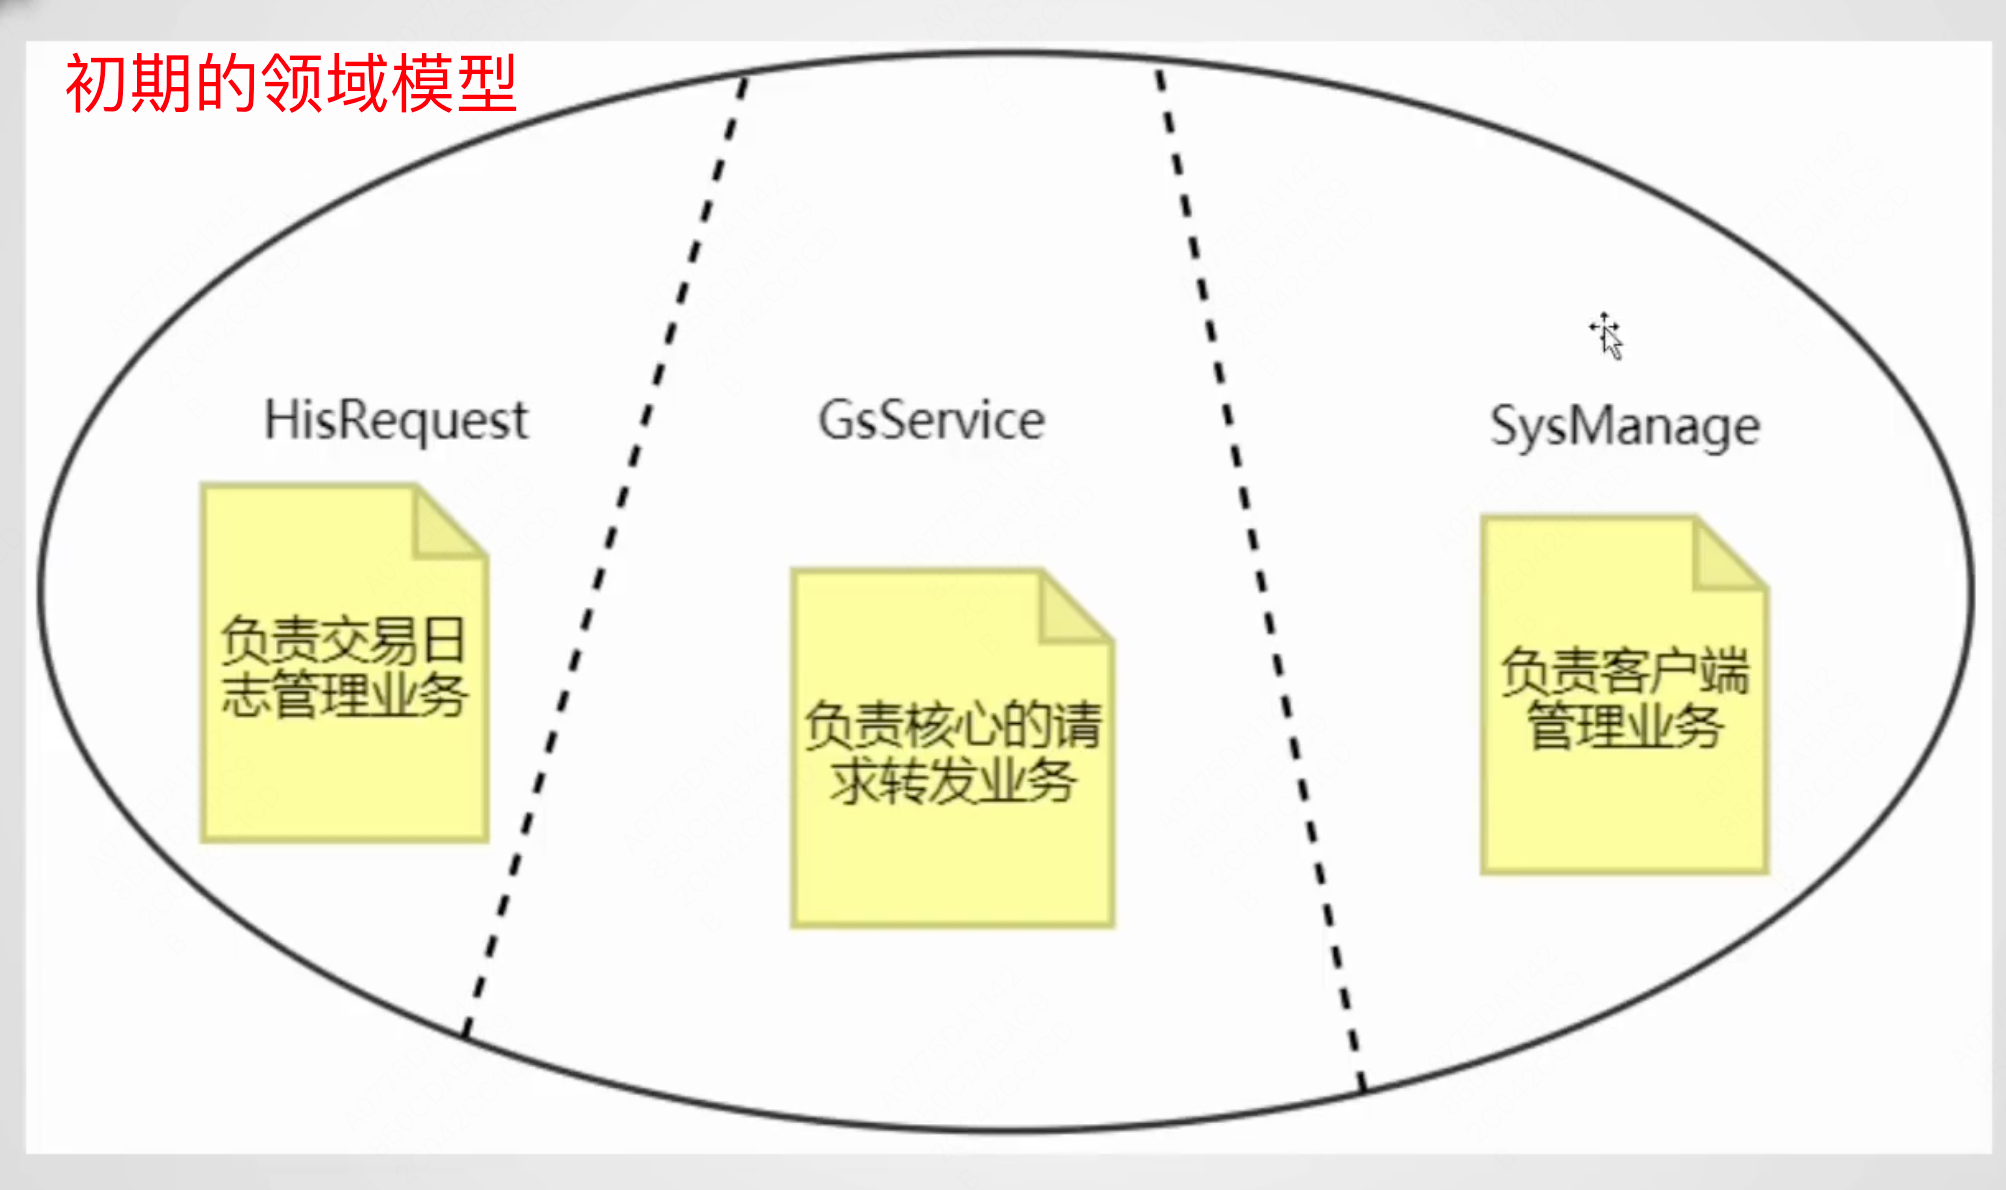 初期的领域模型
HisRequest
GsService
SysManage
负责交易日
志管理业务
负责核心的请
求转发业务
负责客户端
管理业务